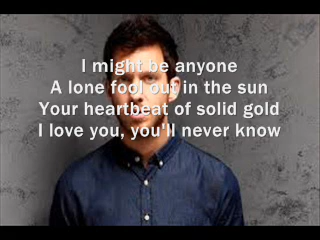 I might be anyone
A lone fool out in the sun
Your heartbeat of solid gold
I love you, you'll never know